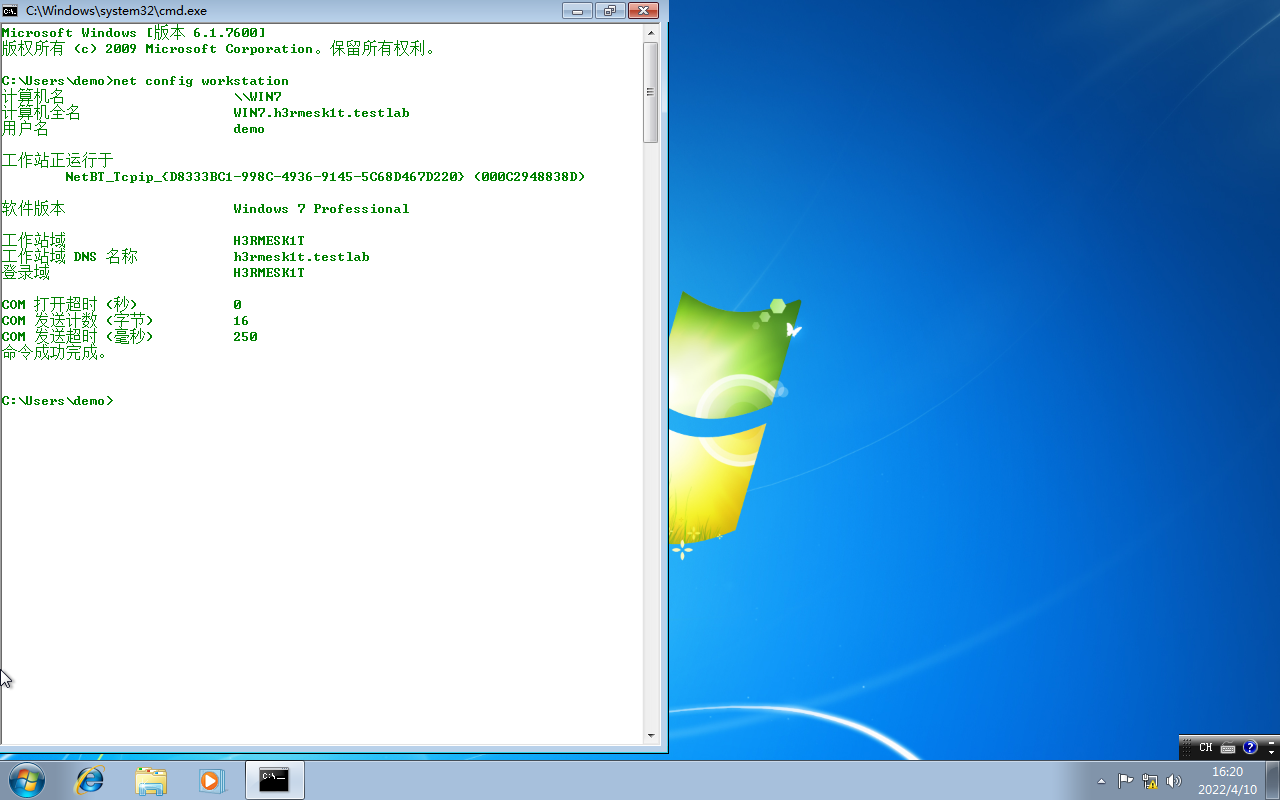 C:\Windows\system32\cmd.exe
Microsoft Windows [版本 6.1.7600]
版权所有 (c) 2009 Microsoft Corporation。保留所有权利。
C:\Users\demo>net config workstation
计算机名 \\WIN7
计算机全名 WIN7.h3rmesk1t.testlab
用户名 demo
工作站正运行于
NetBT_Tcpip_{D8333BC1-998C-4936-9145-5C68D467D220} (000C2948838D)
软件版本 Windows 7 Professional
工作站域 H3RMESK1T
工作站域 DNS 名称 h3rmesk1t.testlab
登录域 H3RMESK1T
COM 打开超时 (秒) 0
COM 发送计数 (字节) 16
COM 发送超时 (毫秒) 250
命令成功完成。
C:\Users\demo>
CH
16:20
2022/4/10